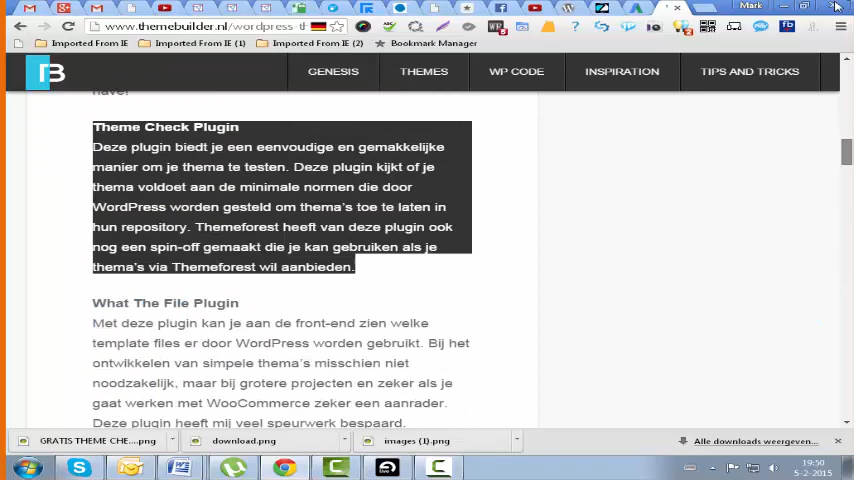 Mark
www.themebuilder.nl/wordpress-th
Imported From IE
Imported From IE (1)
Imported From IE (2)
Bookmark Manager
GENESIS
THEMES
WP CODE
INSPIRATION
TIPS AND TRICKS
have!
Theme Check Plugin
Deze plugin biedt je een eenvoudige en gemakkelijke
manier om je thema te testen. Deze plugin kijkt of je
thema voldoet aan de minimale normen die door
WordPress worden gesteld om thema's toe te laten in
hun repository. Themeforest heeft van deze plugin ook
nog een spin-off gemaakt die je kan gebruiken als je
thema's via Themeforest wil aanbieden.
What The File Plugin
Met deze plugin kan je aan de front-end zien welke
template files er door WordPress worden gebruikt. Bij het
ontwikkelen van simpele thema's misschien niet
noodzakelijk, maar bij grotere projecten en zeker als je
gaat werken met WooCommerce zeker een aanrader.
Deze plugin heeft mij veel speurwerk bespaard.
GRATIS THEME CHE....png
download.png
images (1).png
Alle downloads weergeven...
19:50
5-2-2015